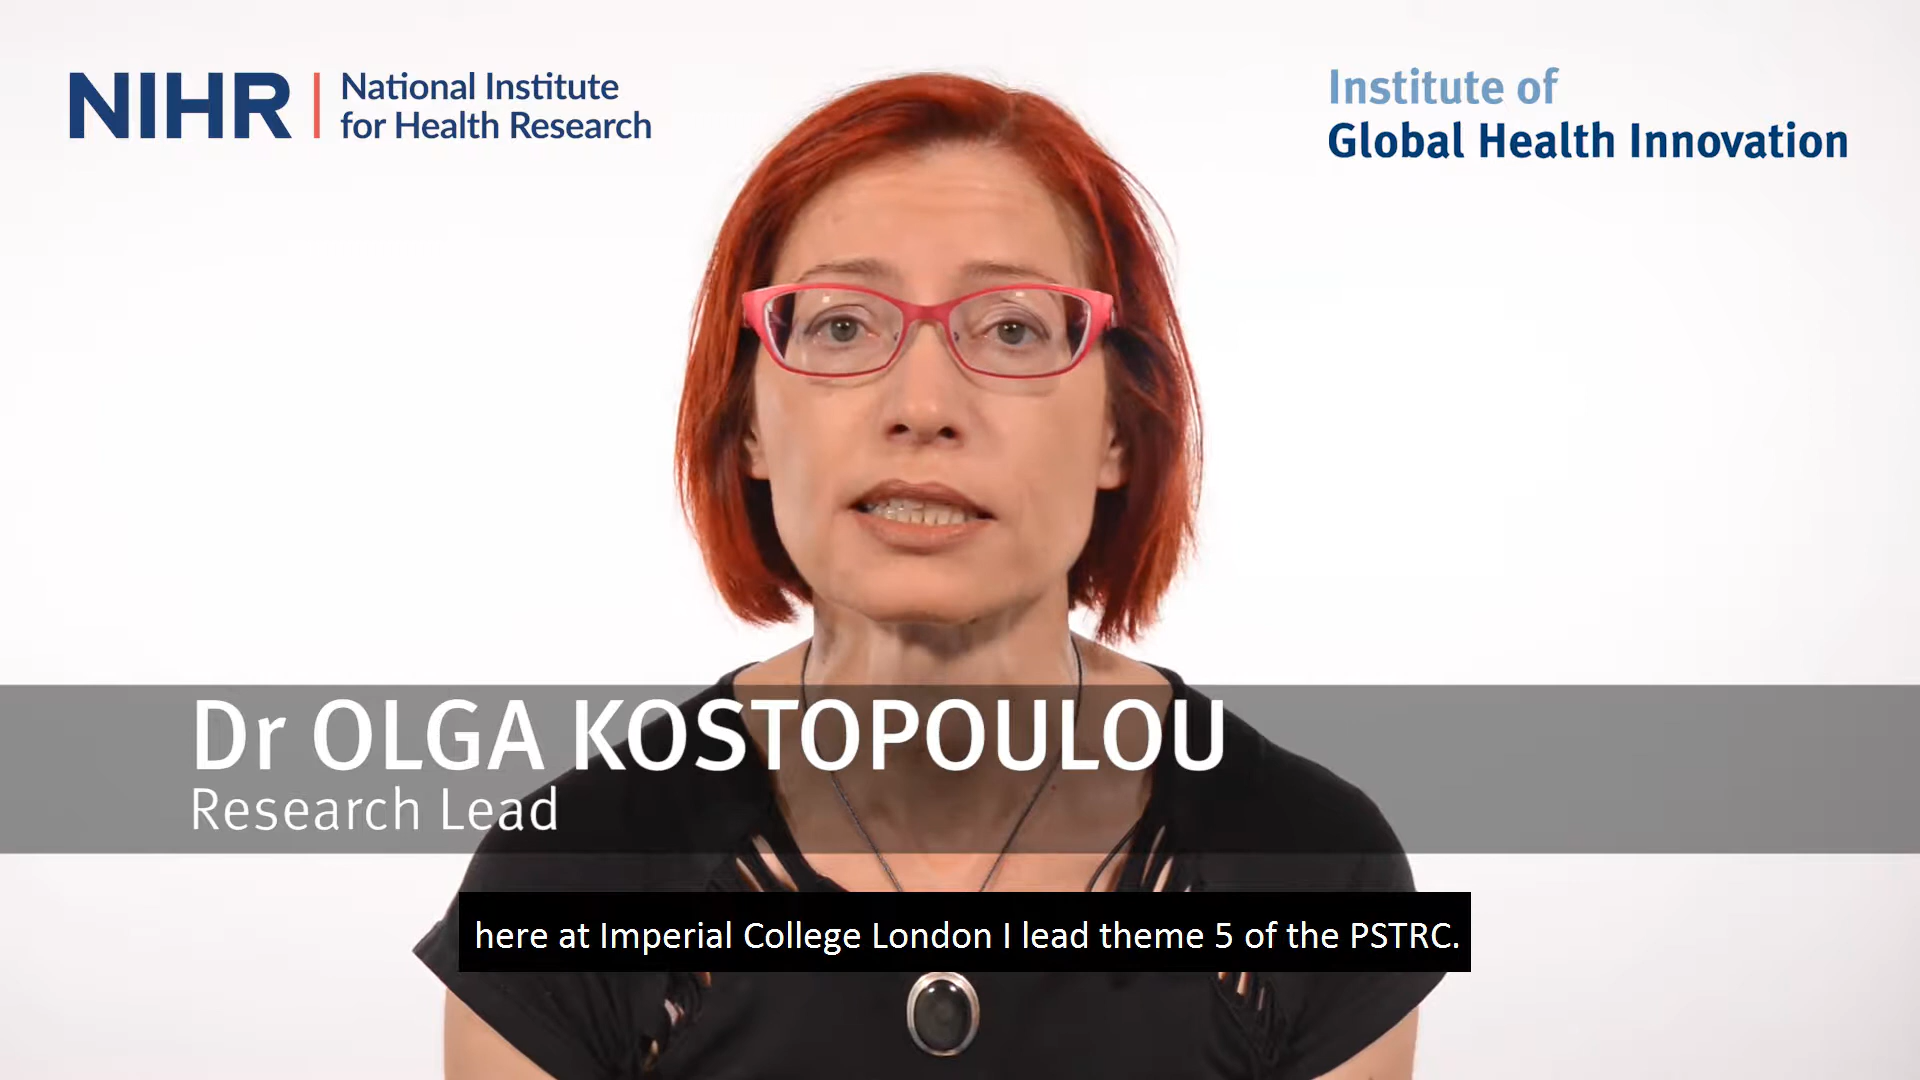 NIHR
National Institute
for Health Research
Institute of
Global Health Innovation
Dr OLGA KOSTOPOULOU
Research Lead
here at Imperial College London I lead theme 5 of the PSTRC.